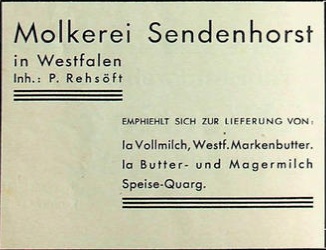 Molkerei Sendenhorst
in Westfalen
Inh.: P. Rehsöft
EMPFIEHLT SICH ZUR LIEFERUNG VON:
Ia Vollmilch, Westf. Markenbutter.
Ia Butter- und Magermilch
Speise-Quarg.